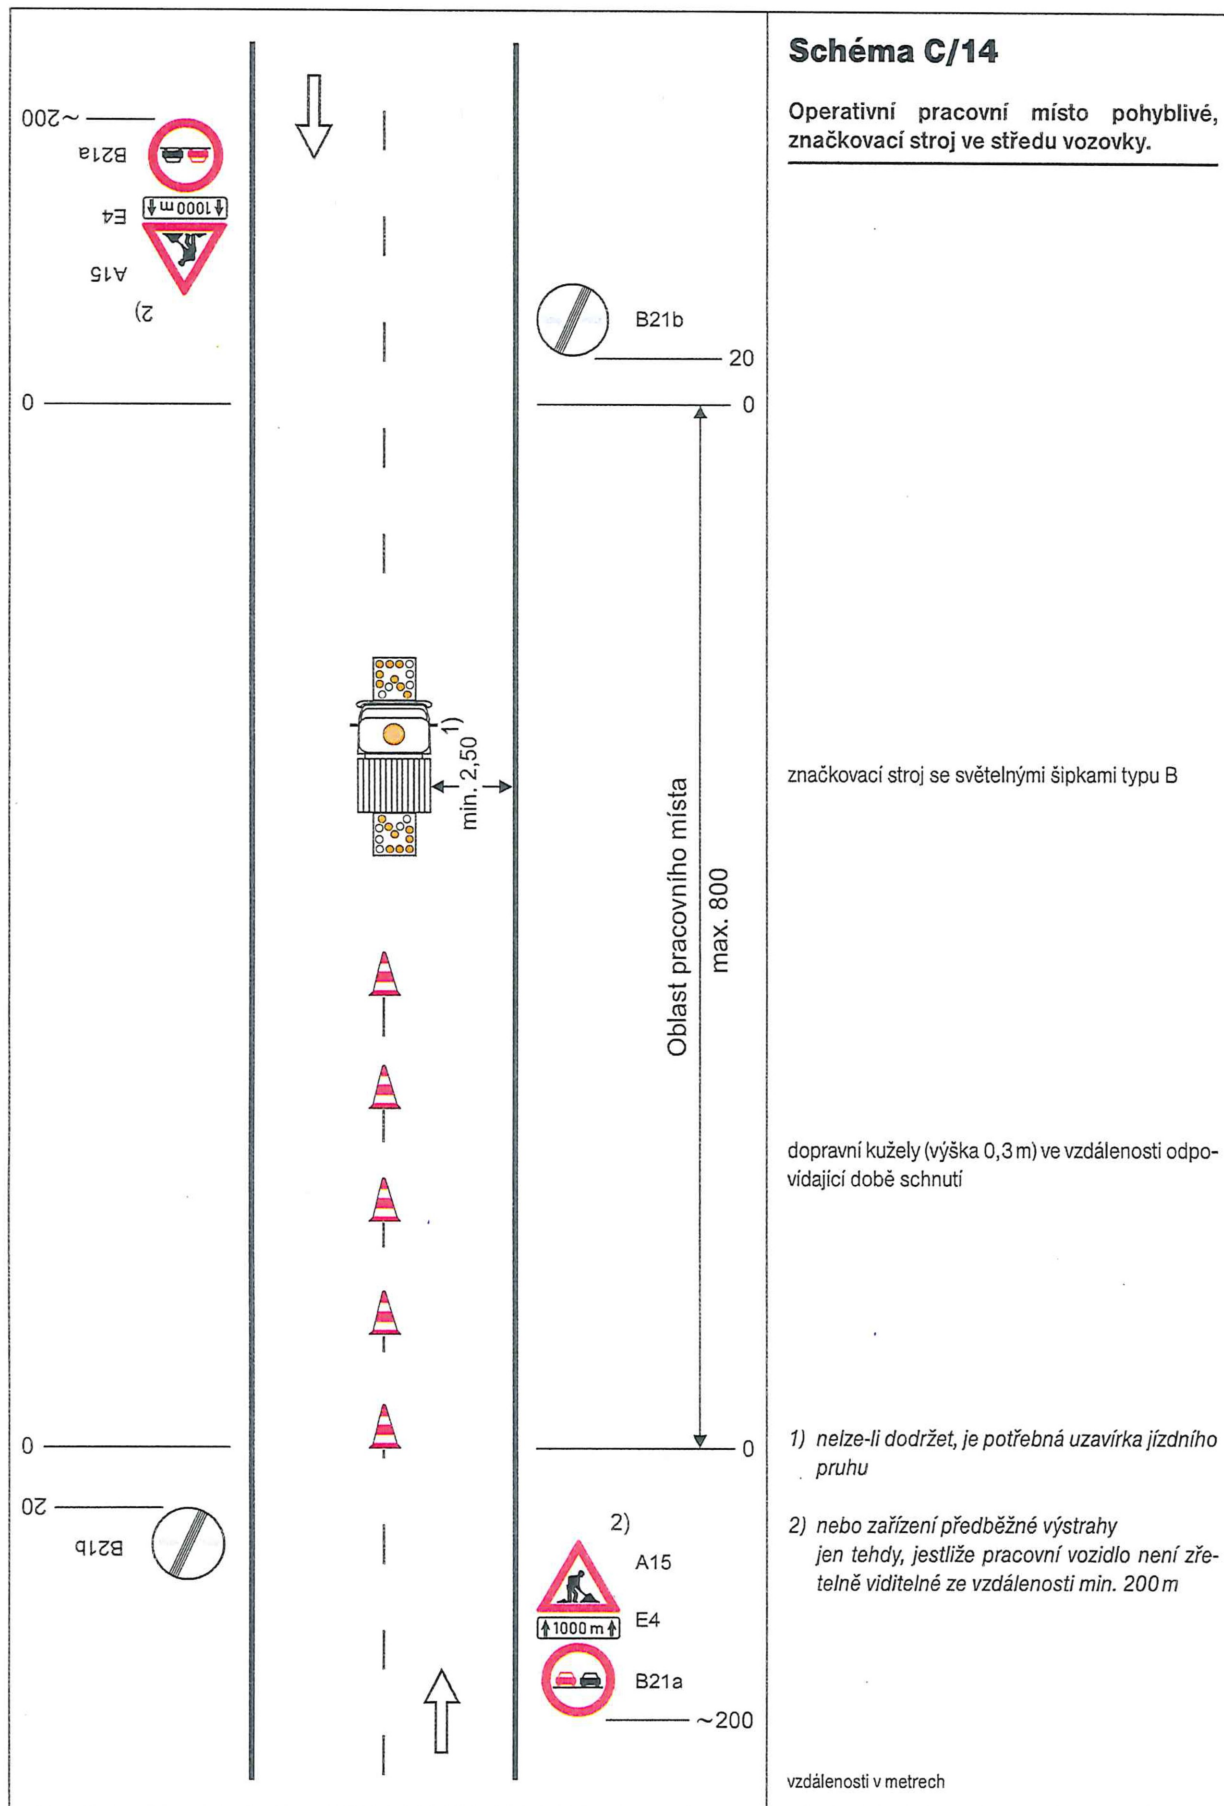 Schéma C/14
Operativní pracovní místo pohyblivé,
značkovací stroj ve středu vozovky.
~200
B21a
1000 m
E4
A15
2)
B21b
20
0
0
1)
min. 2,50
značkovací stroj se světelnými šipkami typu B
Oblast pracovního místa
max. 800
dopravní kužely (výška 0,3 m) ve vzdálenosti odpo-
vídající době schnutí
0
0
20
B21b
1) nelze-li dodržet, je potřebná uzavírka jízdního
pruhu
2) nebo zařízení předběžné výstrahy
jen tehdy, jestliže pracovní vozidlo není zře-
telně viditelné ze vzdálenosti min. 200 m
2)
A15
1000 m
E4
B21a
~200
vzdálenosti v metrech